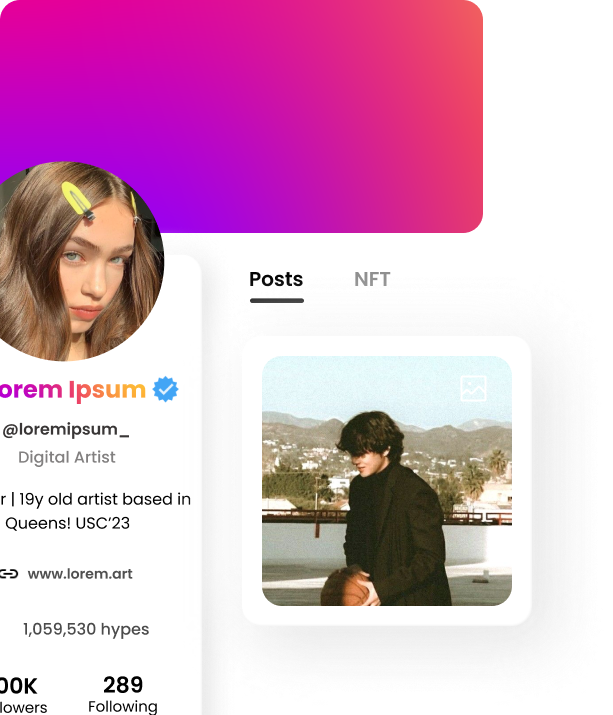 Posts NFT
orem Ipsum
@loremipsum_
Digital Artist
r | 19y old artist based in
Queens! USC'23
www.lorem.art
1,059,530 hypes
00K 289
lowers Following